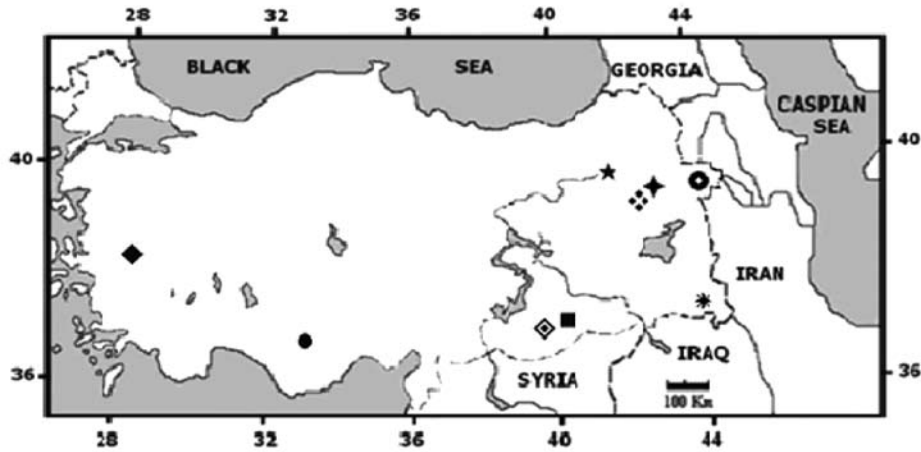 28 32 36 40 44
BLACK SEA
GEORGIA
CASPIAN
SEA
40 40
IRAN
IRAQ
SYRIA
100 Km
36 36
28 32 36 40 44